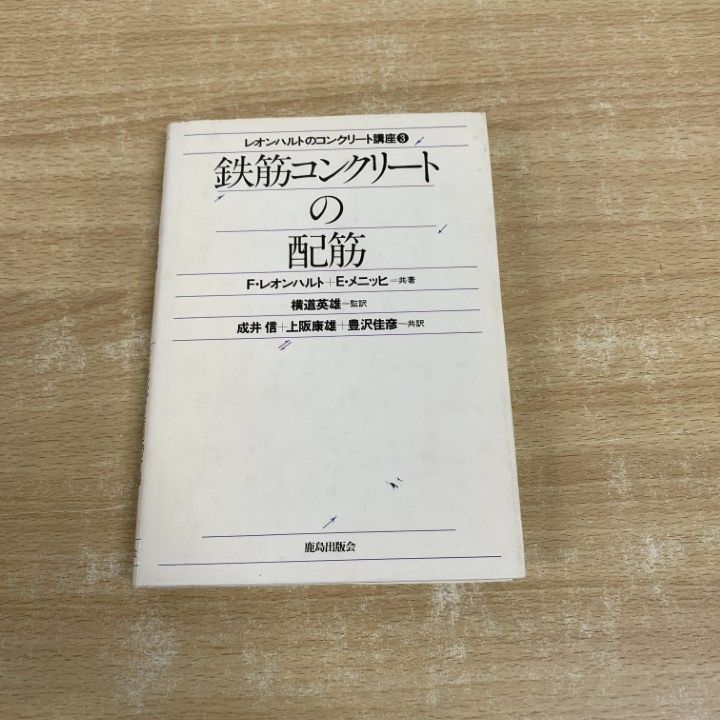 レオンハルトのコンクリート講座❸
鉄筋コンクリート
の
配筋
F・レオンハルト+E・メニッヒ―共著
横道英雄―監訳
成井 信+上阪康雄+豊沢佳彦―共訳
鹿島出版会